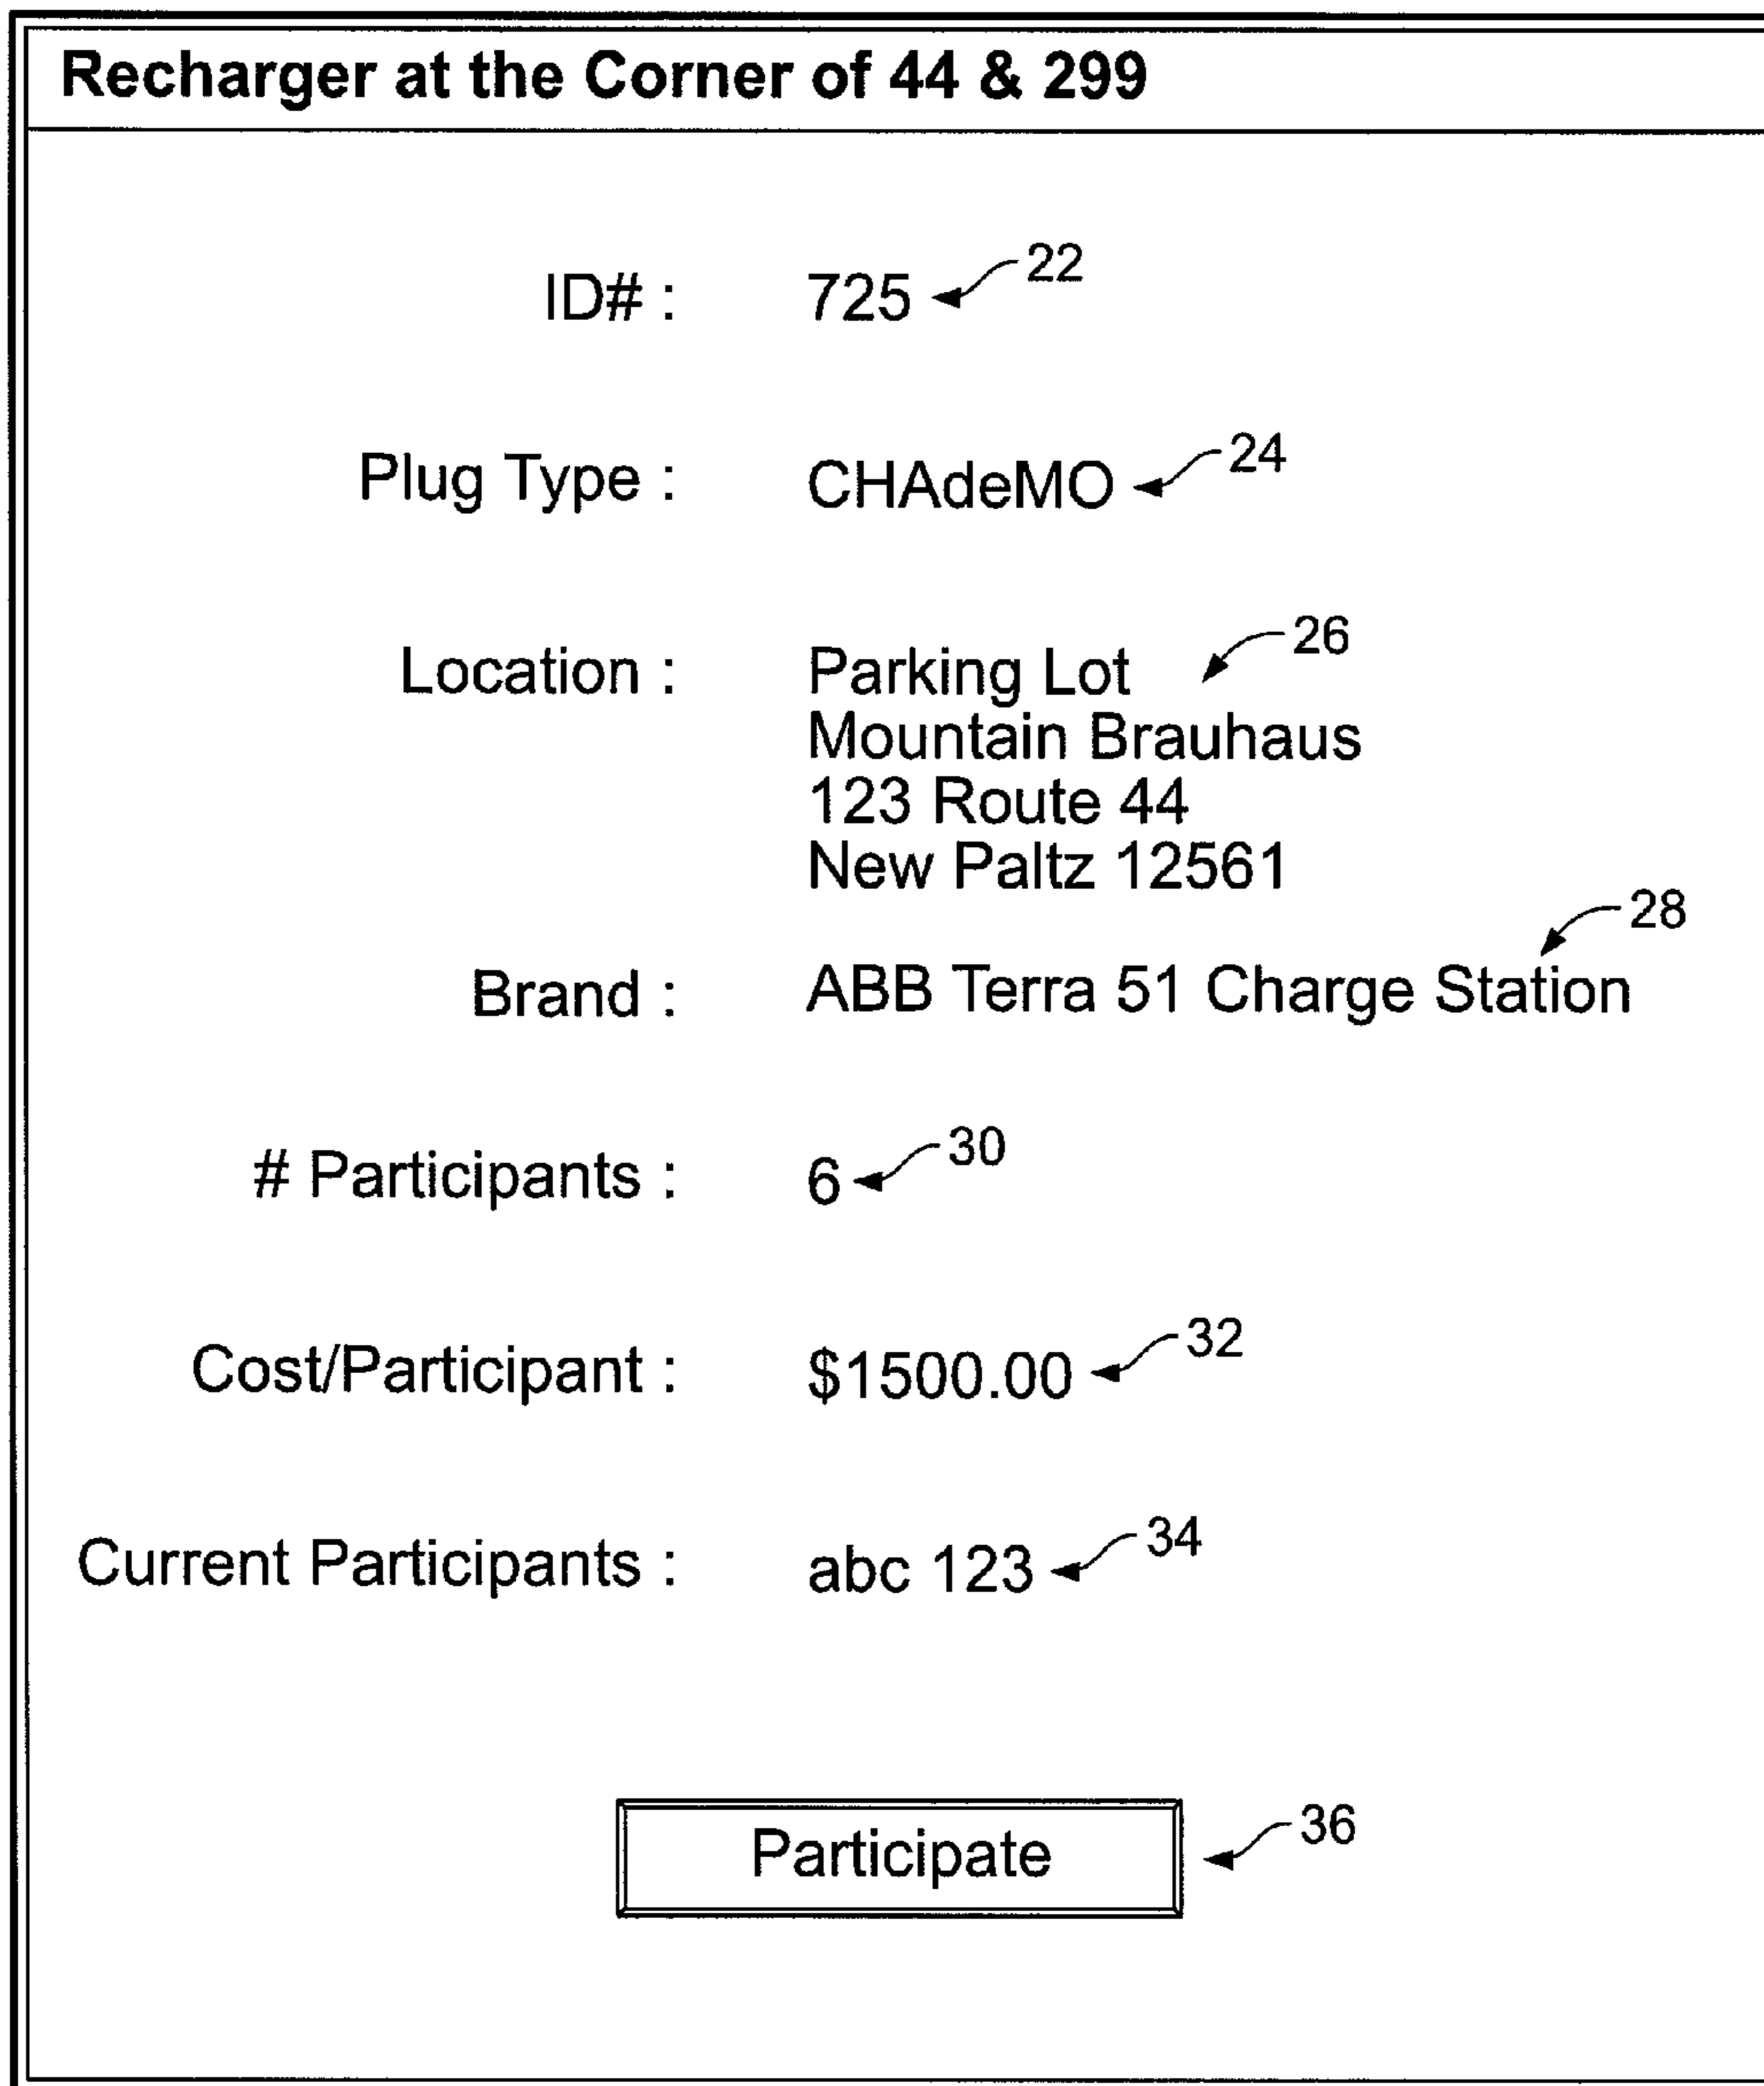 Recharger at the Corner of 44 & 299
ID# : 725 22
Plug Type : CHAdeMO 24
Location : Parking Lot 26
Mountain Brauhaus
123 Route 44
New Paltz 12561
28
Brand : ABB Terra 51 Charge Station
# Participants : 6 30
Cost/Participant : $1500.00 32
Current Participants : abc 123 34
Participate 36